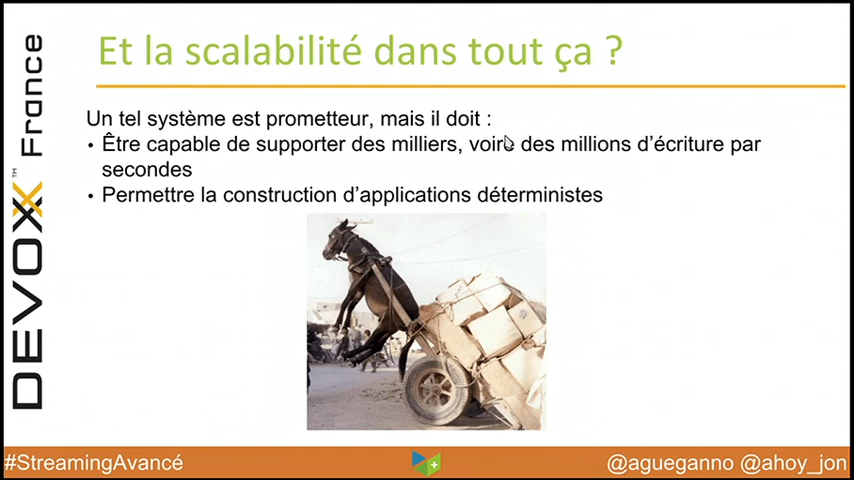 Et la scalabilité dans tout ça ?
Un tel système est prometteur, mais il doit :
• Être capable de supporter des milliers, voire des millions d'écriture par
secondes
• Permettre la construction d'applications déterministes
DEVOXX™ France
#StreamingAvancé
@agueganno @ahoy_jon